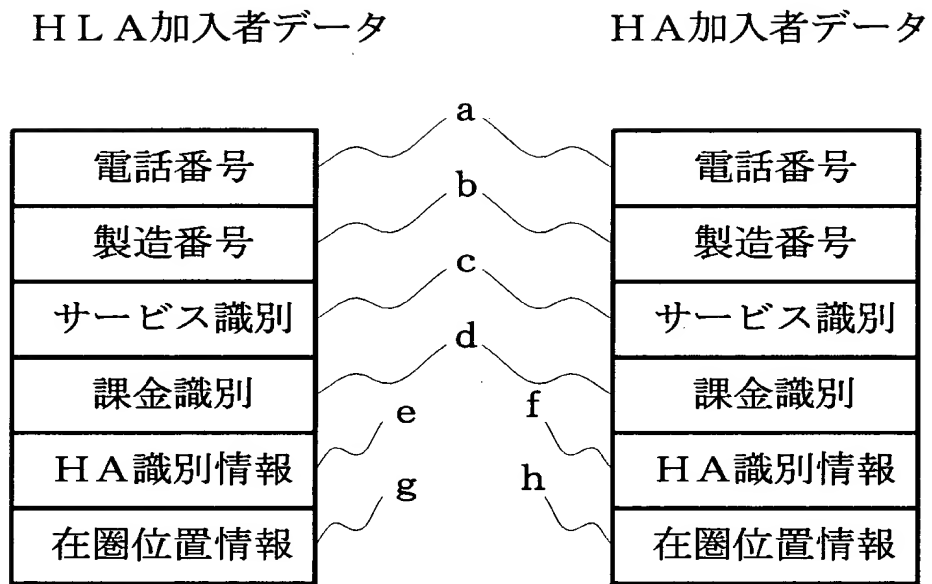 HLA加入者データ
HA加入者データ
a
電話番号
電話番号
b
製造番号
製造番号
c
サービス識別
サービス識別
d
課金識別
課金識別
e
f
HA識別情報
HA識別情報
g
h
在圏位置情報
在圏位置情報